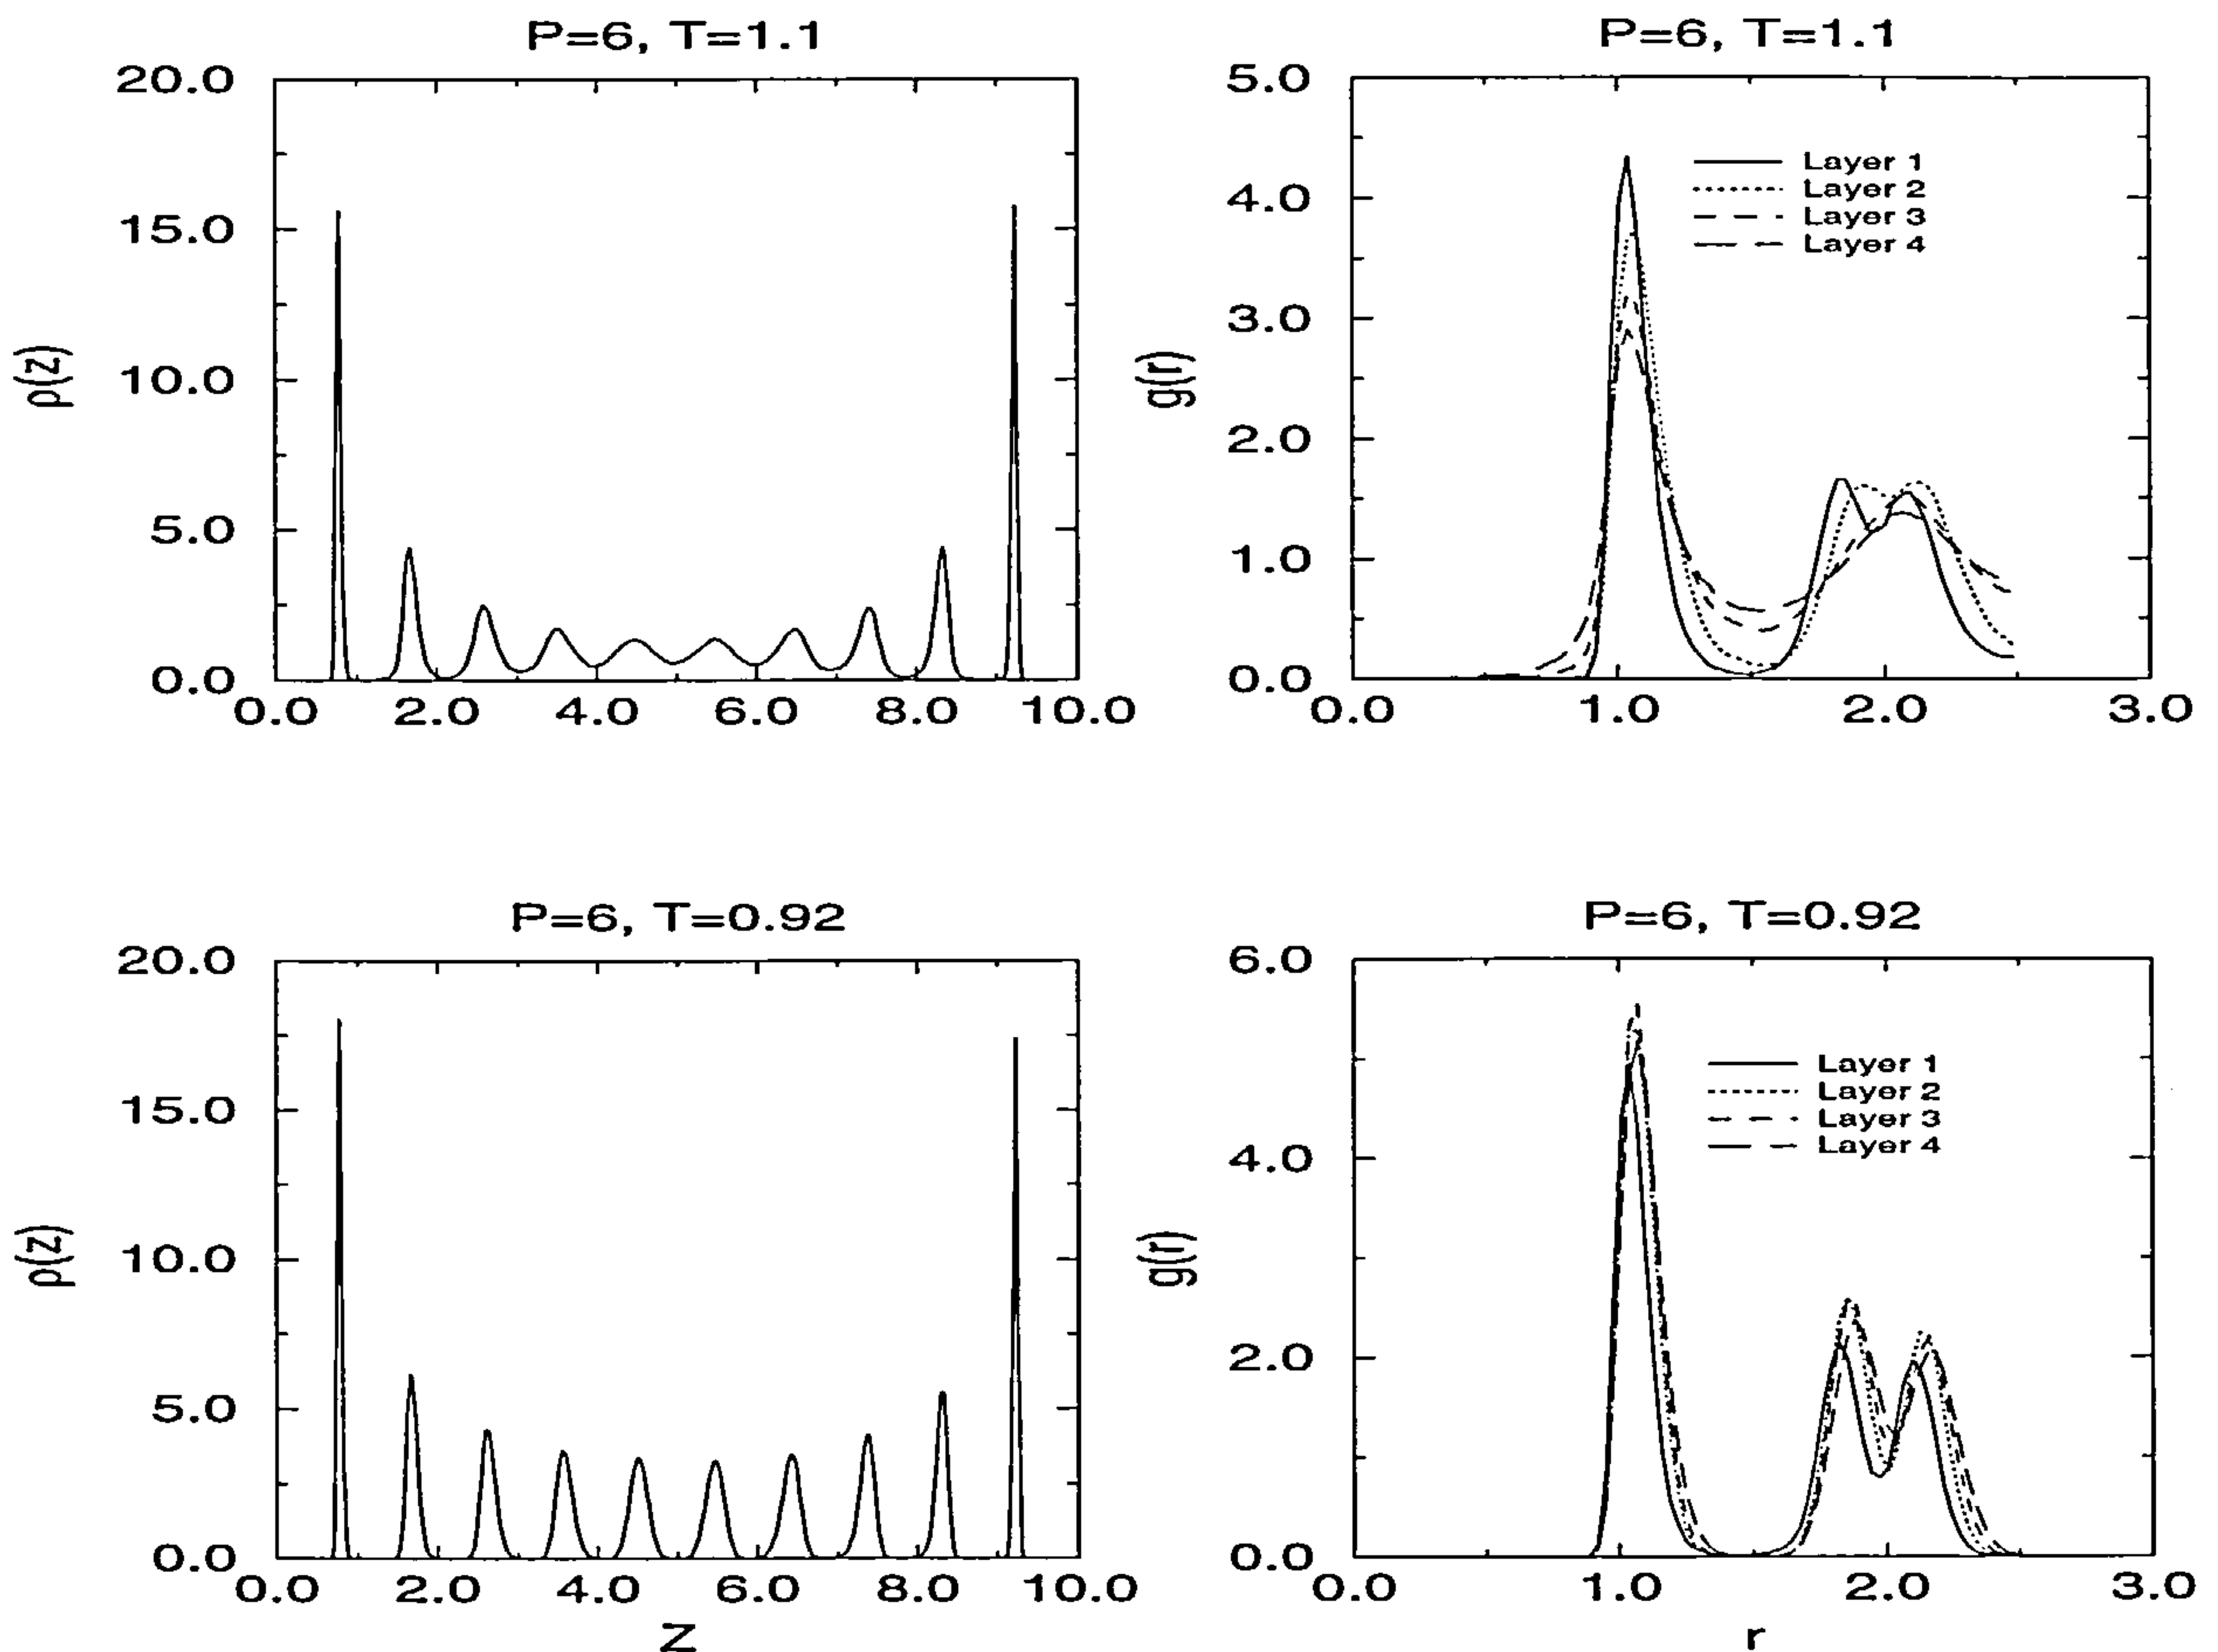 P=6, T=1.1
20.0
15.0
10.0
5.0
0.0
ρ(z)
0.0 2.0 4.0 6.0 8.0 10.0
P=6, T=1.1
5.0
4.0
3.0
2.0
1.0
0.0
g(r)
Layer 1
Layer 2
Layer 3
Layer 4
0.0 1.0 2.0 3.0
P=6, T=0.92
20.0
15.0
10.0
5.0
0.0
ρ(z)
0.0 2.0 4.0 6.0 8.0 10.0
Z
P=6, T=0.92
6.0
4.0
2.0
0.0
g(r)
Layer 1
Layer 2
Layer 3
Layer 4
0.0 1.0 2.0 3.0
r